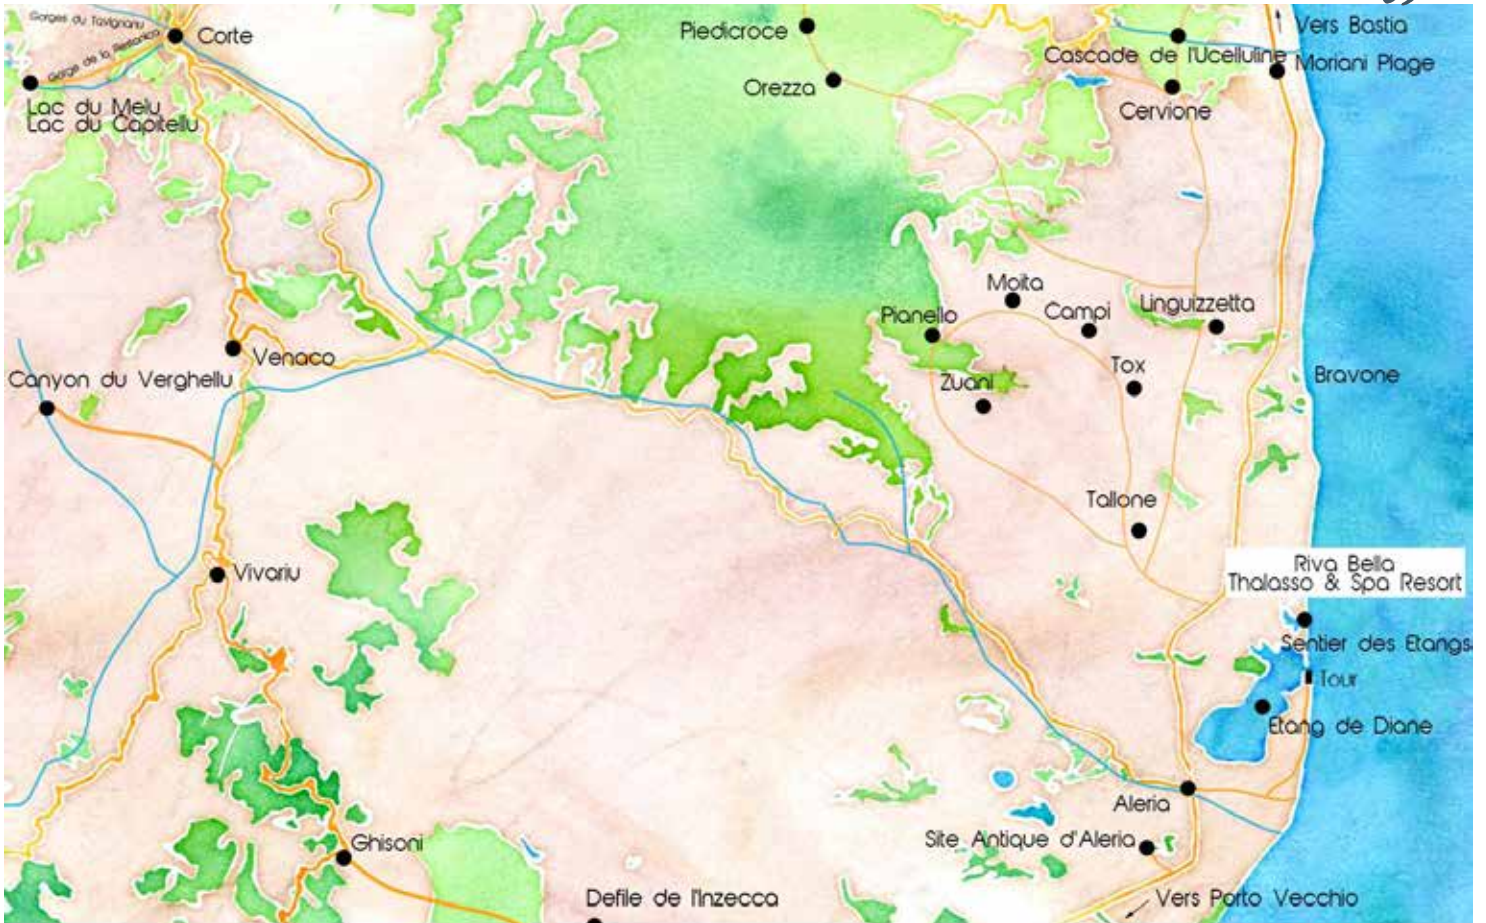 Gorges du Tavignanu
Gorge de la Restonica
Corte
Lac du Melu
Lac du Capitellu
Piedicroce
Orezza
Vers Bastia
Cascade de l'Ucelluline
Moriani Plage
Cervione
Moita
Pianello
Campi
Linguizzetta
Venaco
Canyon du Verghellu
Zuani
Tox
Bravone
Tallone
Vivariu
Riva Bella
Thalasso & Spa Resort
Sentier des Etangs
Tour
Etang de Diane
Aleria
Site Antique d'Aleria
Ghisoni
Defile de l'Inzecca
Vers Porto Vecchio